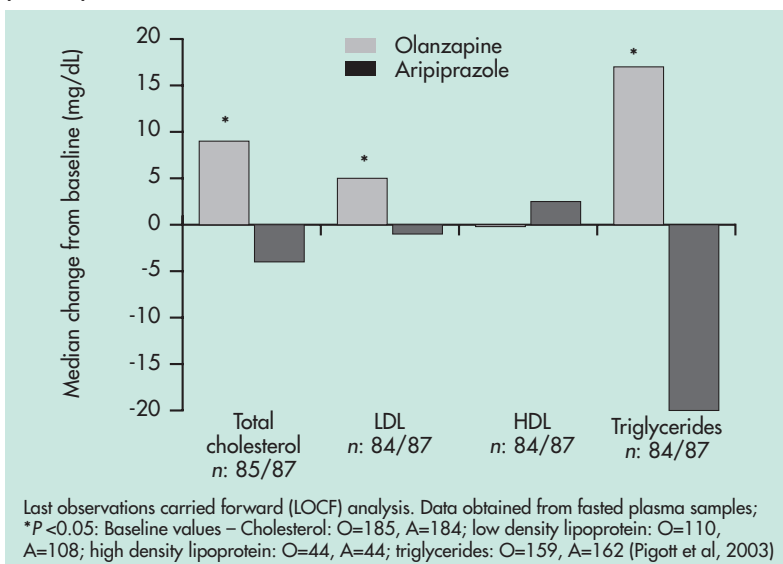 Olanzapine
Aripiprazole
Median change from baseline (mg/dL)
20
15
10
5
0
-5
-10
-15
-20
*
*
*
Total
cholesterol
n: 85/87
LDL
n: 84/87
HDL
n: 84/87
Triglycerides
n: 84/87
Last observations carried forward (LOCF) analysis. Data obtained from fasted plasma samples;
*P <0.05: Baseline values – Cholesterol: O=185, A=184; low density lipoprotein: O=110,
A=108; high density lipoprotein: O=44, A=44; triglycerides: O=159, A=162 (Pigott et al, 2003)